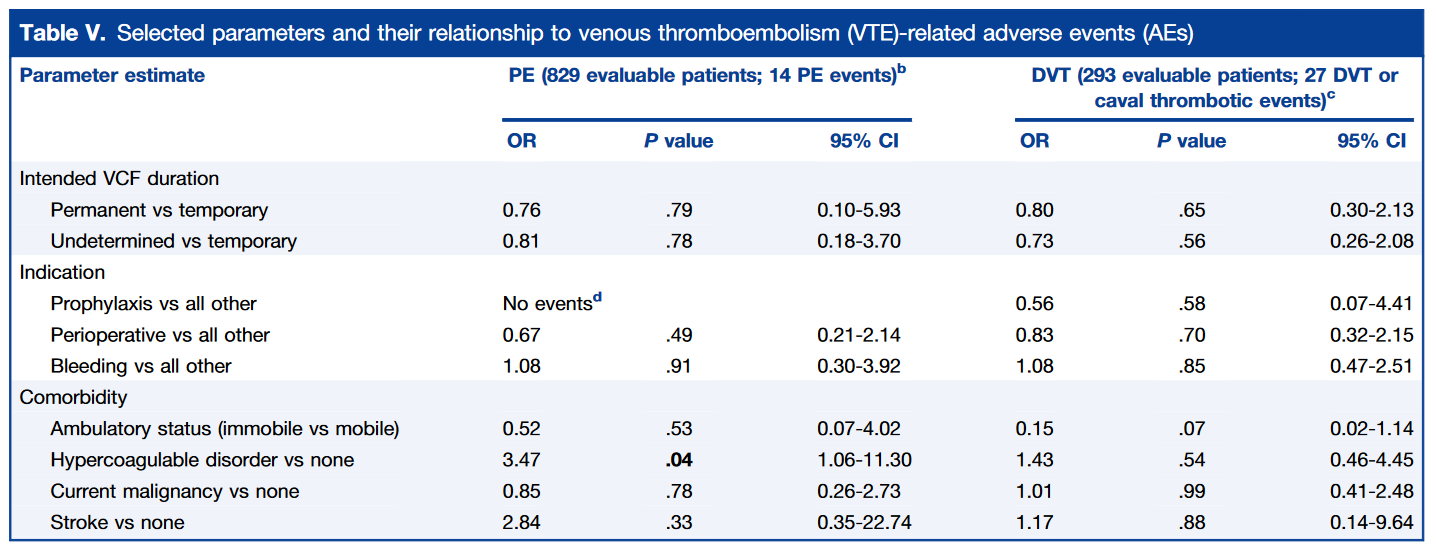 Table V. Selected parameters and their relationship to venous thromboembolism (VTE)-related adverse events (AEs)
Parameter estimate PE (829 evaluable patients; 14 PE events)b DVT (293 evaluable patients; 27 DVT or
caval thrombotic events)c
OR P value 95% CI OR P value 95% CI
Intended VCF duration
Permanent vs temporary 0.76 .79 0.10-5.93 0.80 .65 0.30-2.13
Undetermined vs temporary 0.81 .78 0.18-3.70 0.73 .56 0.26-2.08
Indication
Prophylaxis vs all other No eventsd 0.56 .58 0.07-4.41
Perioperative vs all other 0.67 .49 0.21-2.14 0.83 .70 0.32-2.15
Bleeding vs all other 1.08 .91 0.30-3.92 1.08 .85 0.47-2.51
Comorbidity
Ambulatory status (immobile vs mobile) 0.52 .53 0.07-4.02 0.15 .07 0.02-1.14
Hypercoagulable disorder vs none 3.47 .04 1.06-11.30 1.43 .54 0.46-4.45
Current malignancy vs none 0.85 .78 0.26-2.73 1.01 .99 0.41-2.48
Stroke vs none 2.84 .33 0.35-22.74 1.17 .88 0.14-9.64